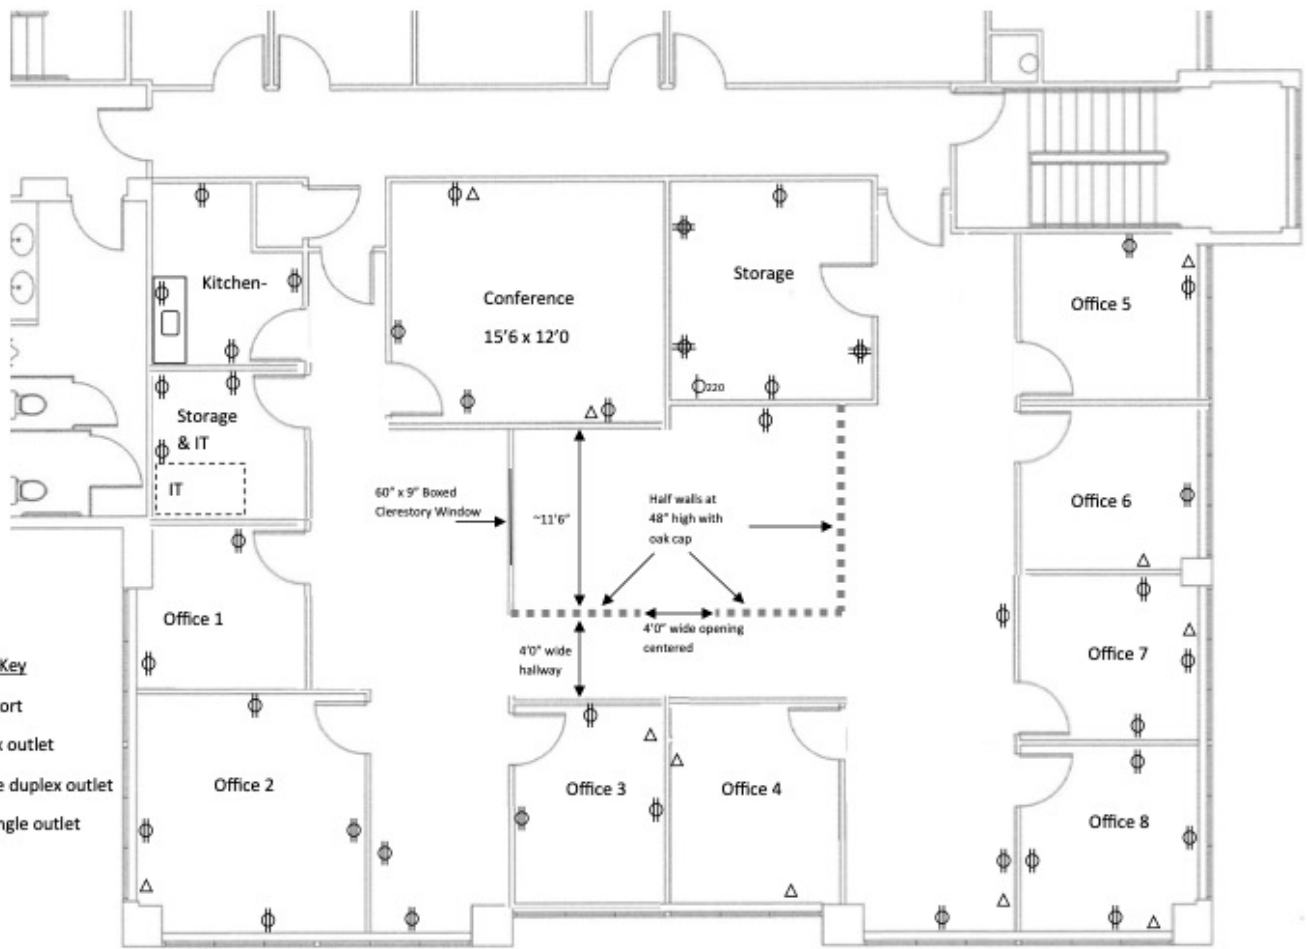 Kitchen-
Conference
15'6 x 12'0
Storage
Office 5
220
Storage
& IT
IT
60" x 9" Boxed
Clerestory Window
~11'6"
Half walls at
48" high with
oak cap
Office 6
Office 1
4'0" wide
hallway
4'0" wide opening
centered
Office 7
Key
ort
x outlet
e duplex outlet
ngle outlet
Office 2
Office 3
Office 4
Office 8